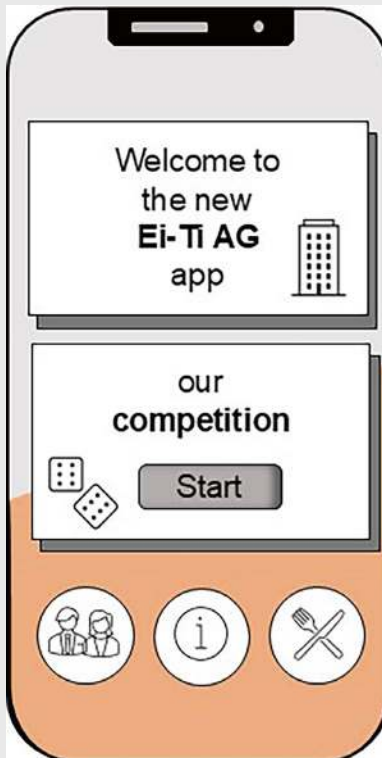 Welcome to
the new
Ei-Ti AG
app
our
competition
Start
i